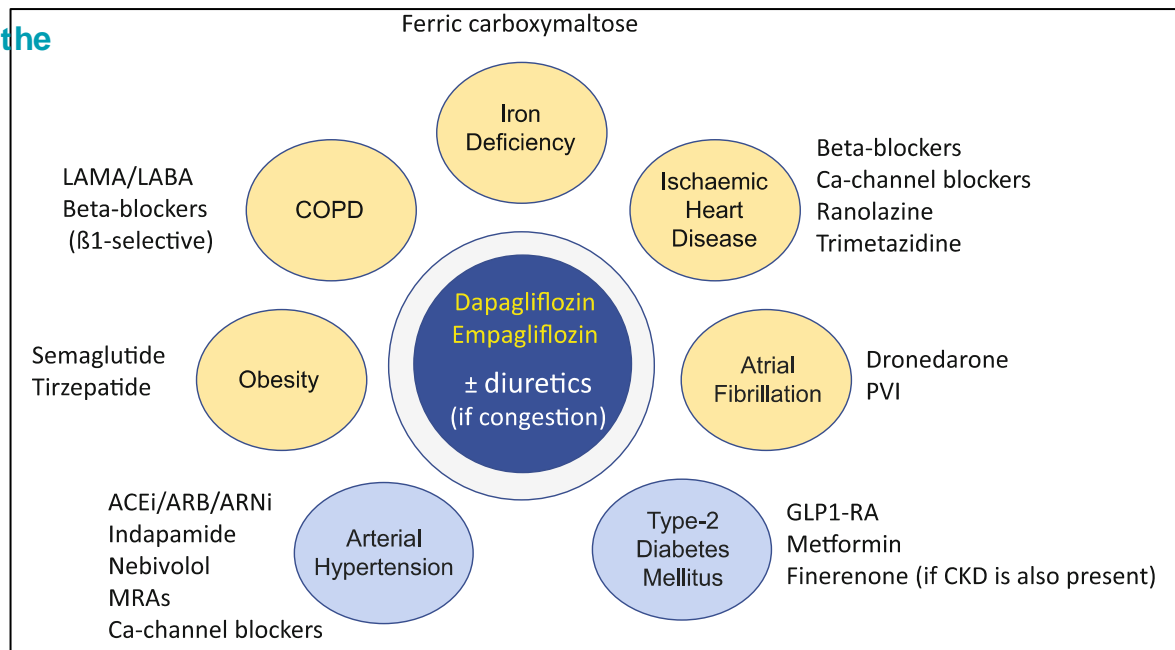 the
Ferric carboxymaltose
Iron
Deficiency
LAMA/LABA
Beta-blockers
(ß1-selective)
COPD
Ischaemic
Heart
Disease
Beta-blockers
Ca-channel blockers
Ranolazine
Trimetazidine
Dapagliflozin
Empagliflozin
± diuretics
(if congestion)
Semaglutide
Tirzepatide
Obesity
Atrial
Fibrillation
Dronedarone
PVI
ACEi/ARB/ARNi
Indapamide
Nebivolol
MRAs
Ca-channel blockers
Arterial
Hypertension
Type-2
Diabetes
Mellitus
GLP1-RA
Metformin
Finerenone (if CKD is also present)